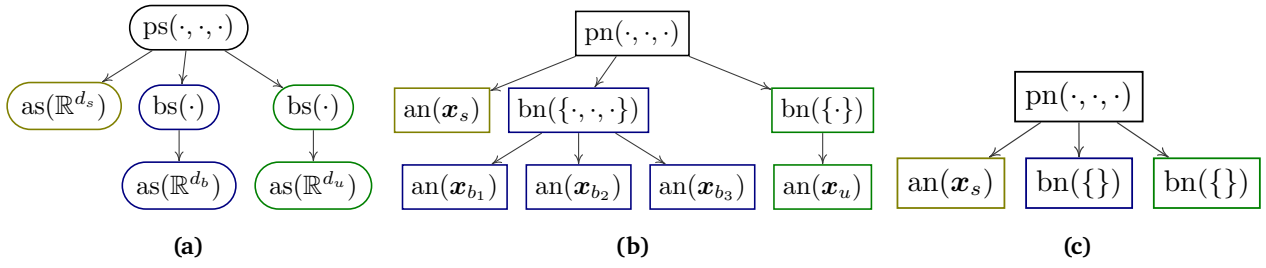 ps(·, ·, ·)
as(ℝ^{d_s}) bs(·) bs(·)
as(ℝ^{d_b}) as(ℝ^{d_u})
(a)
pn(·, ·, ·)
an(𝒙_s) bn({·, ·, ·}) bn({·})
an(𝒙_{b_1}) an(𝒙_{b_2}) an(𝒙_{b_3}) an(𝒙_u)
(b)
pn(·, ·, ·)
an(𝒙_s) bn({}) bn({})
(c)